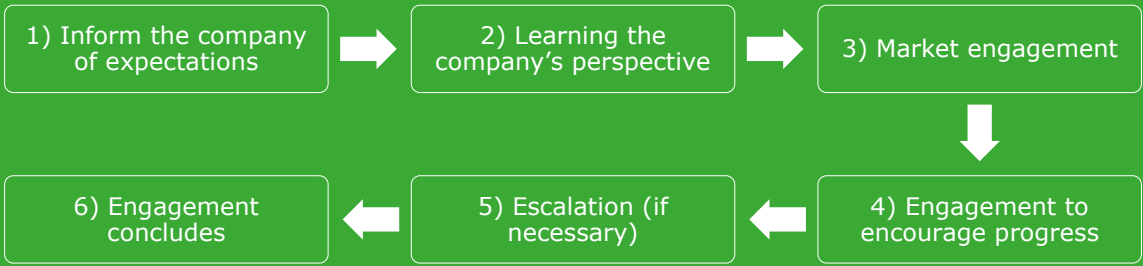 1) Inform the company
of expectations
2) Learning the
company’s perspective
3) Market engagement
4) Engagement to
encourage progress
5) Escalation (if
necessary)
6) Engagement
concludes